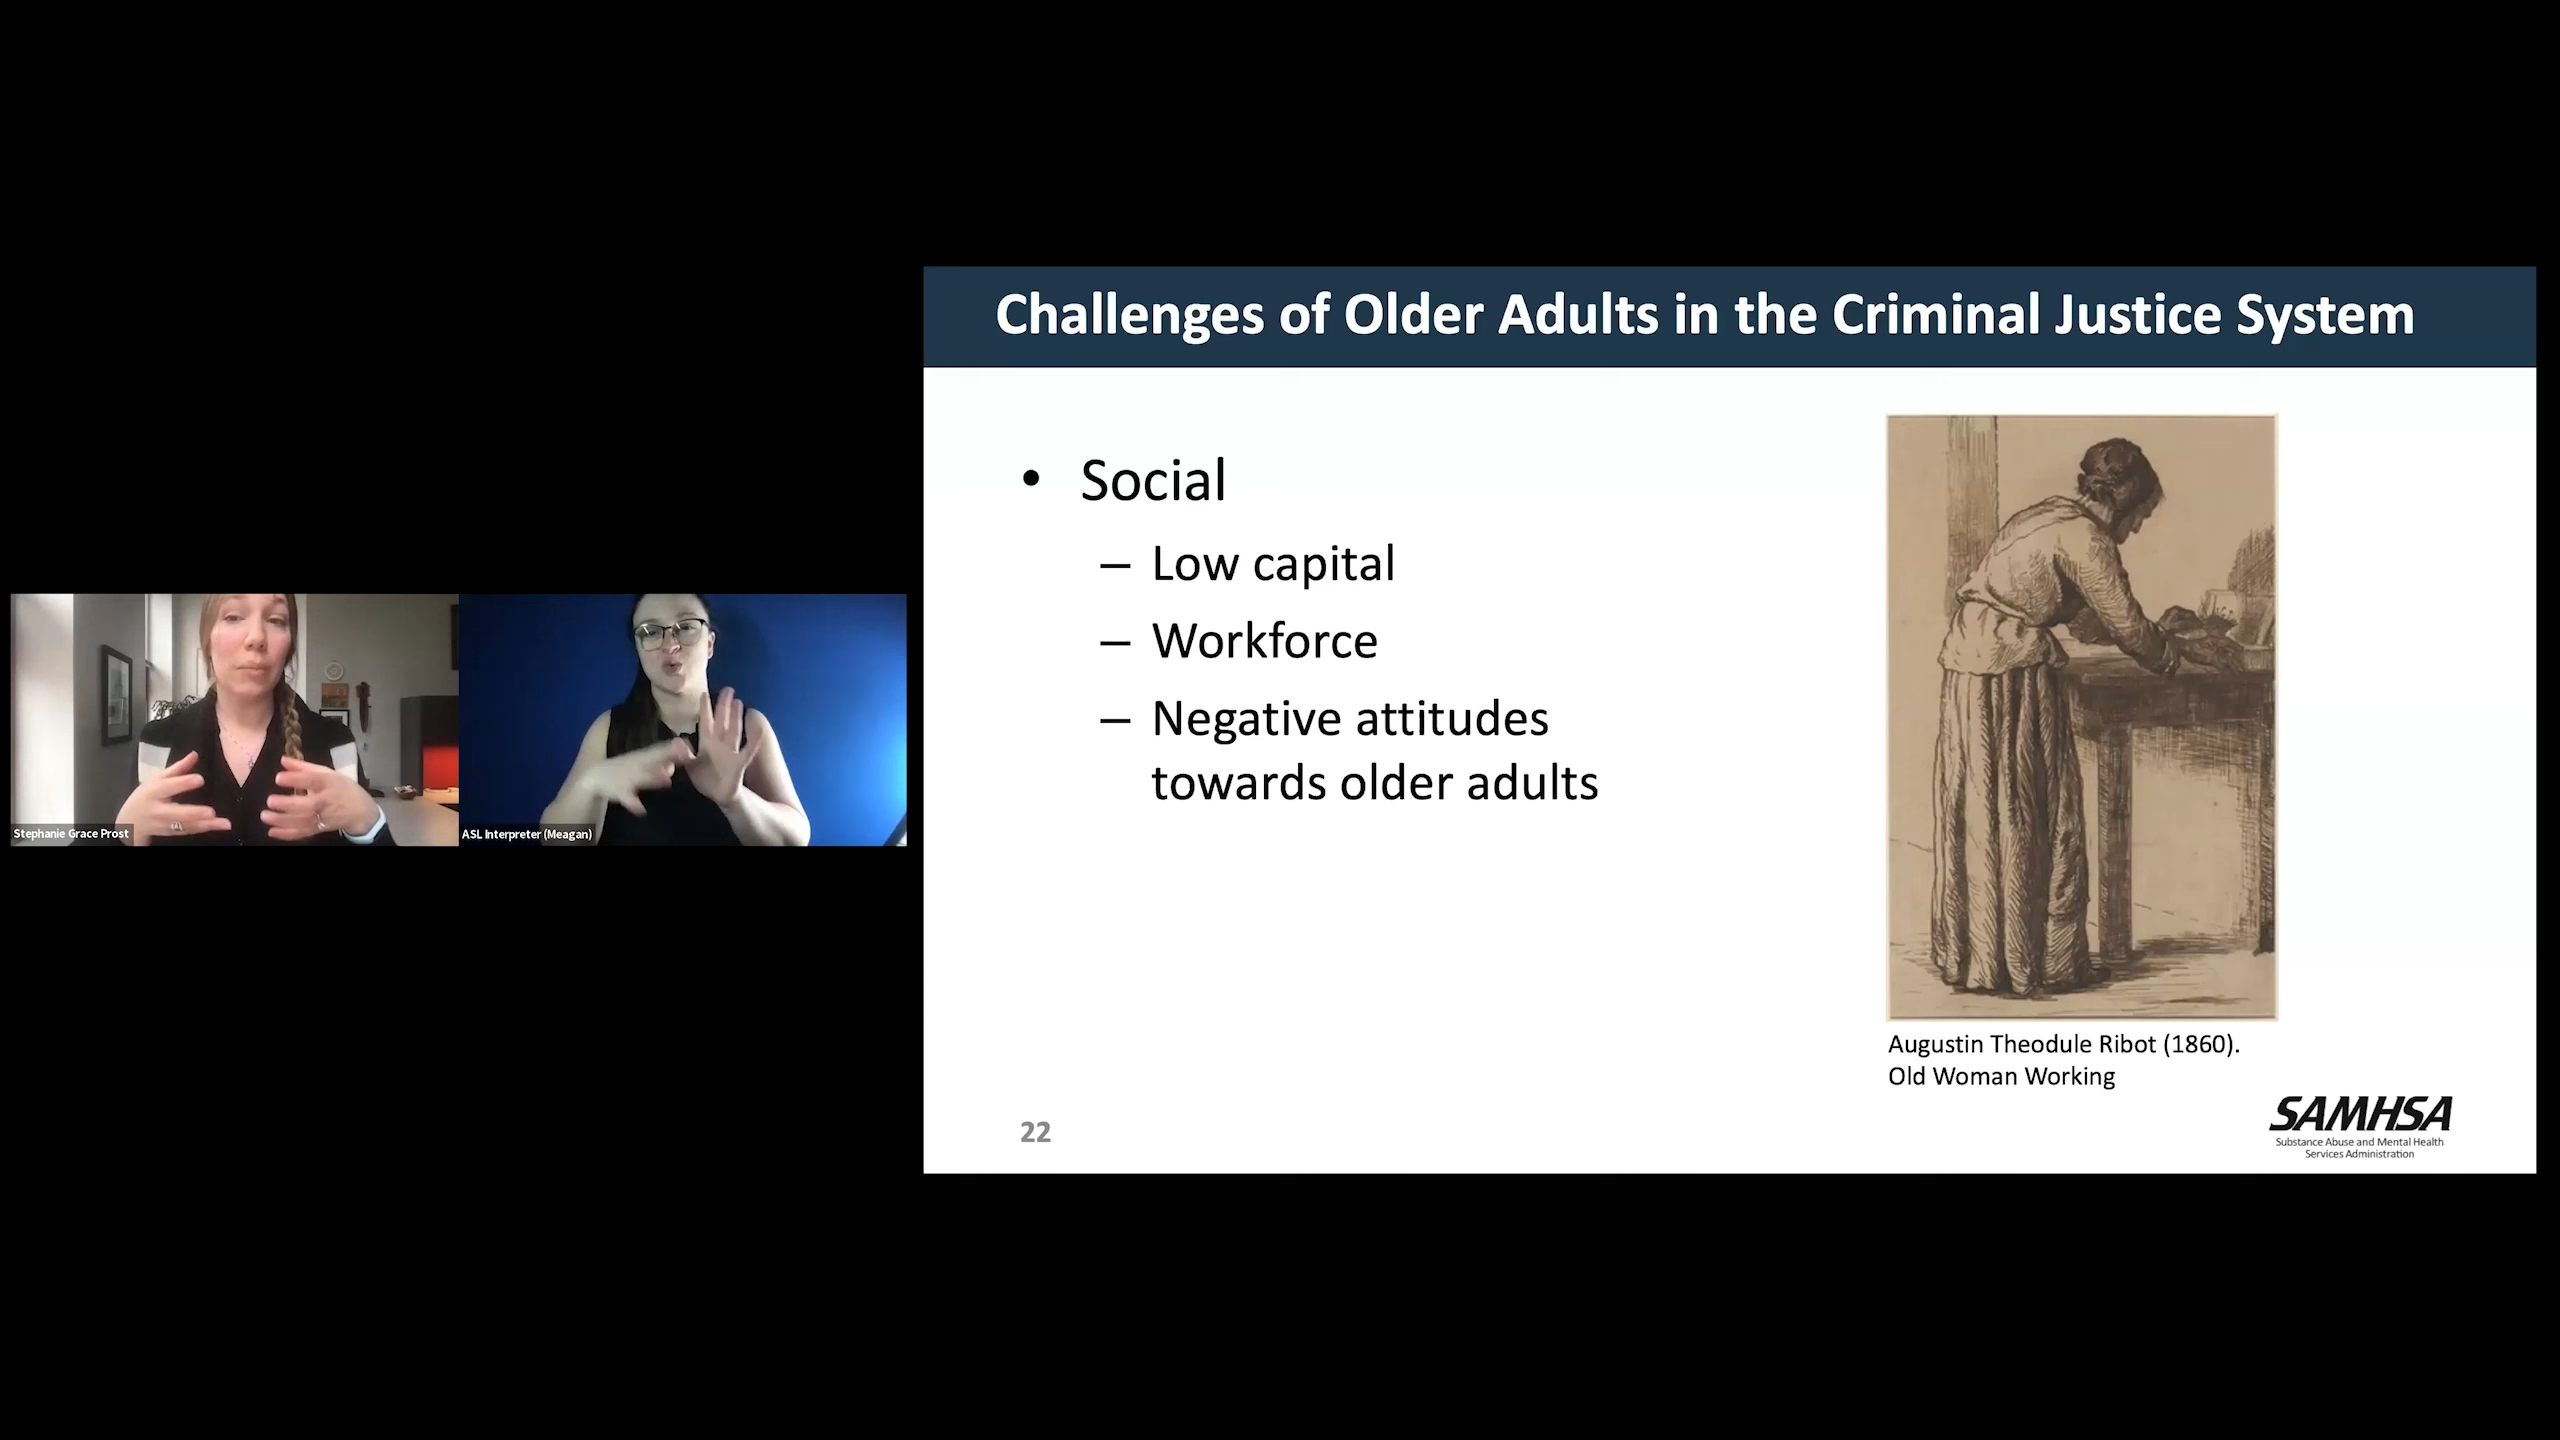 Challenges of Older Adults in the Criminal Justice System
• Social
– Low capital
– Workforce
– Negative attitudes
towards older adults
Augustin Theodule Ribot (1860).
Old Woman Working
22
SAMHSA
Substance Abuse and Mental Health
Services Administration
Stephanie Grace Prost
ASL Interpreter (Meagan)